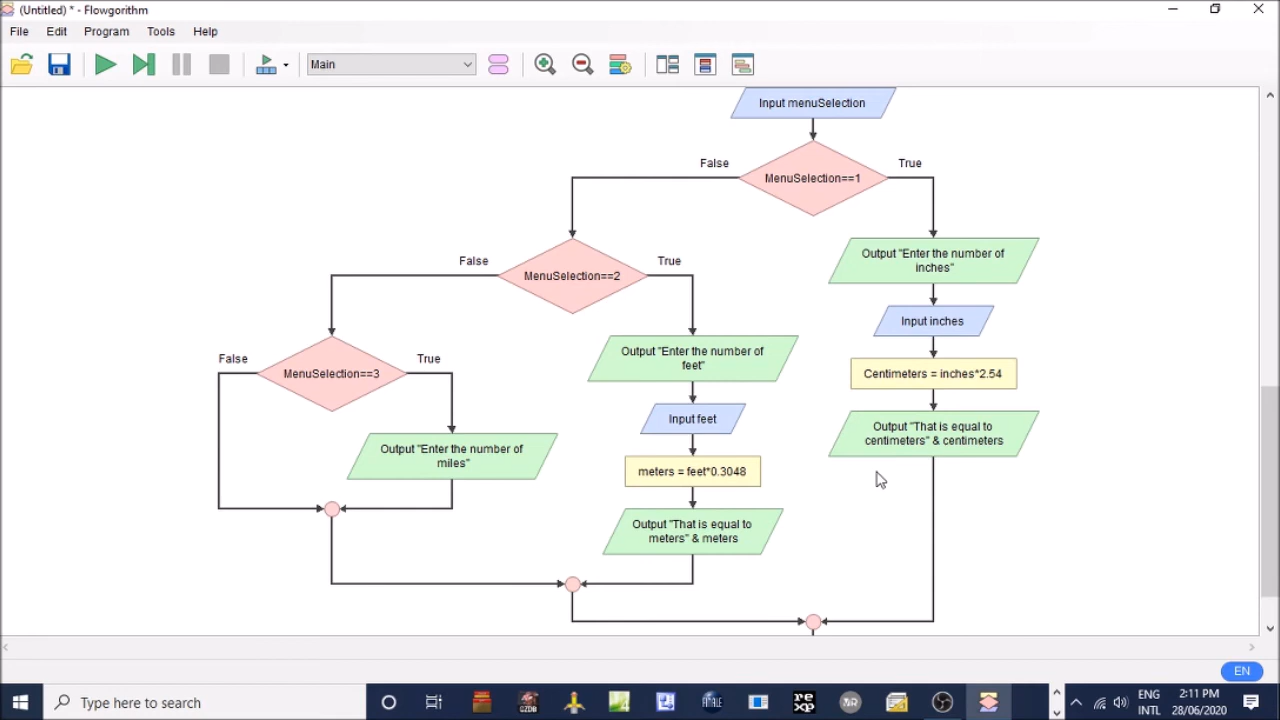 (Untitled) * - Flowgorithm
File Edit Program Tools Help
Main
Input menuSelection
False
True
MenuSelection==1
False
True
MenuSelection==2
Output "Enter the number of
inches"
Input inches
False
True
MenuSelection==3
Output "Enter the number of
feet"
Centimeters = inches*2.54
Input feet
Output "That is equal to
centimeters" & centimeters
Output "Enter the number of
miles"
meters = feet*0.3048
Output "That is equal to
meters" & meters
EN
Type here to search
GZDB
rexp
ENG
INTL
2:11 PM
28/06/2020